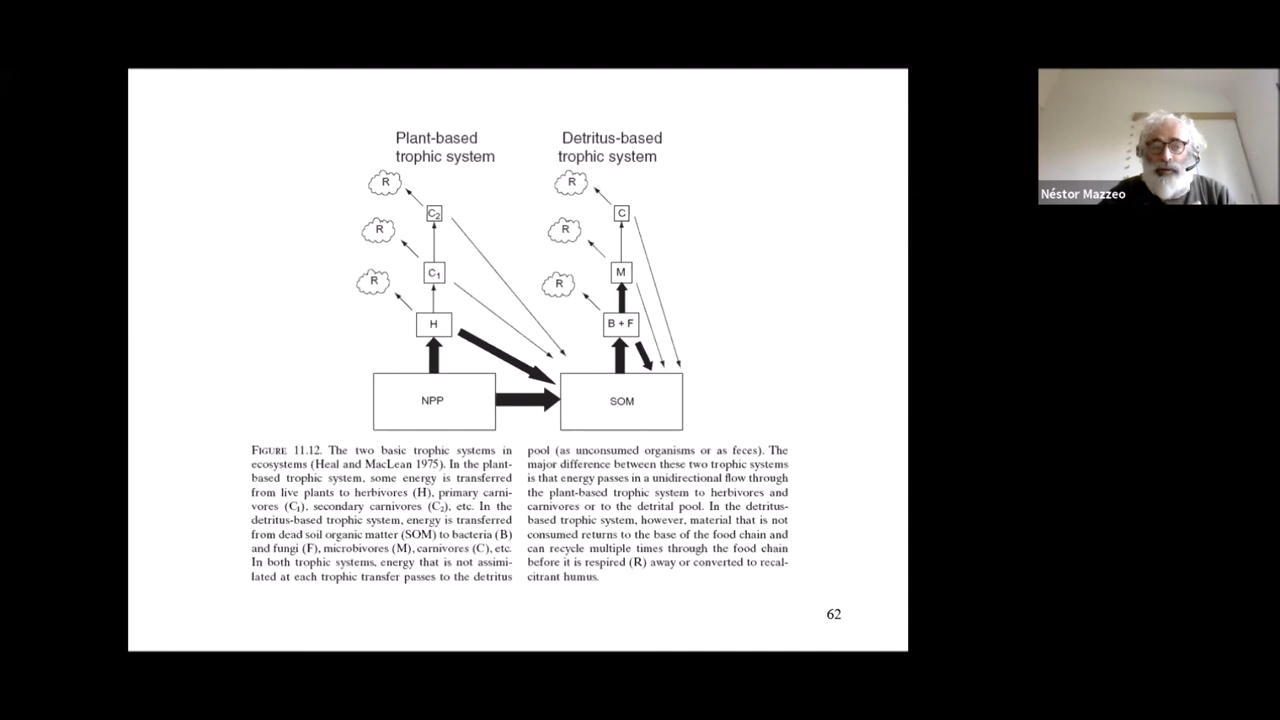 Plant-based
trophic system
Detritus-based
trophic system
R
R
C₂
C
R
R
C₁
M
R
R
H
B + F
NPP
SOM
FIGURE 11.12. The two basic trophic systems in
ecosystems (Heal and MacLean 1975). In the plant-
based trophic system, some energy is transferred
from live plants to herbivores (H), primary carni-
vores (C₁), secondary carnivores (C₂), etc. In the
detritus-based trophic system, energy is transferred
from dead soil organic matter (SOM) to bacteria (B)
and fungi (F), microbivores (M), carnivores (C), etc.
In both trophic systems, energy that is not assimi-
lated at each trophic transfer passes to the detritus
pool (as unconsumed organisms or as feces). The
major difference between these two trophic systems
is that energy passes in a unidirectional flow through
the plant-based trophic system to herbivores and
carnivores or to the detrital pool. In the detritus-
based trophic system, however, material that is not
consumed returns to the base of the food chain and
can recycle multiple times through the food chain
before it is respired (R) away or converted to recal-
citrant humus.
62
Néstor Mazzeo